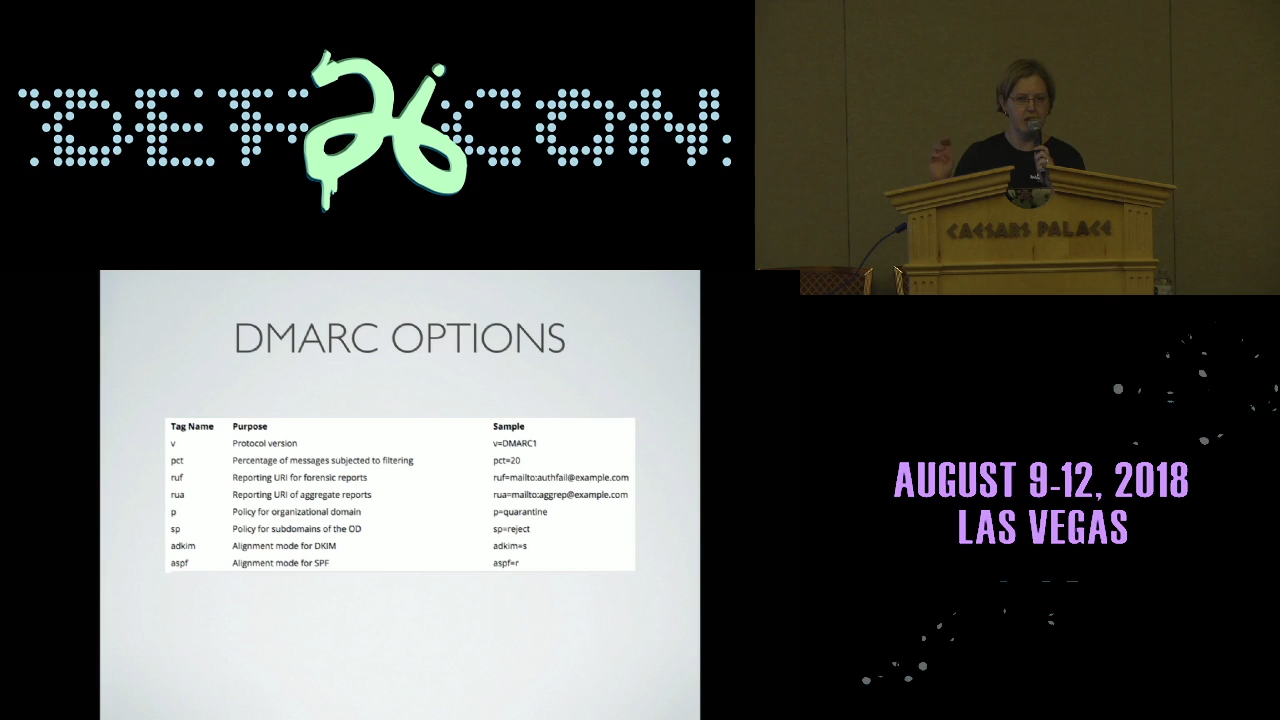 DEF 26 CON
CAESARS PALACE
DMARC OPTIONS
Tag Name Purpose Sample
v Protocol version v=DMARC1
pct Percentage of messages subjected to filtering pct=20
ruf Reporting URI for forensic reports ruf=mailto:authfail@example.com
rua Reporting URI of aggregate reports rua=mailto:aggrep@example.com
p Policy for organizational domain p=quarantine
sp Policy for subdomains of the OD sp=reject
adkim Alignment mode for DKIM adkim=s
aspf Alignment mode for SPF aspf=r
AUGUST 9-12, 2018
LAS VEGAS